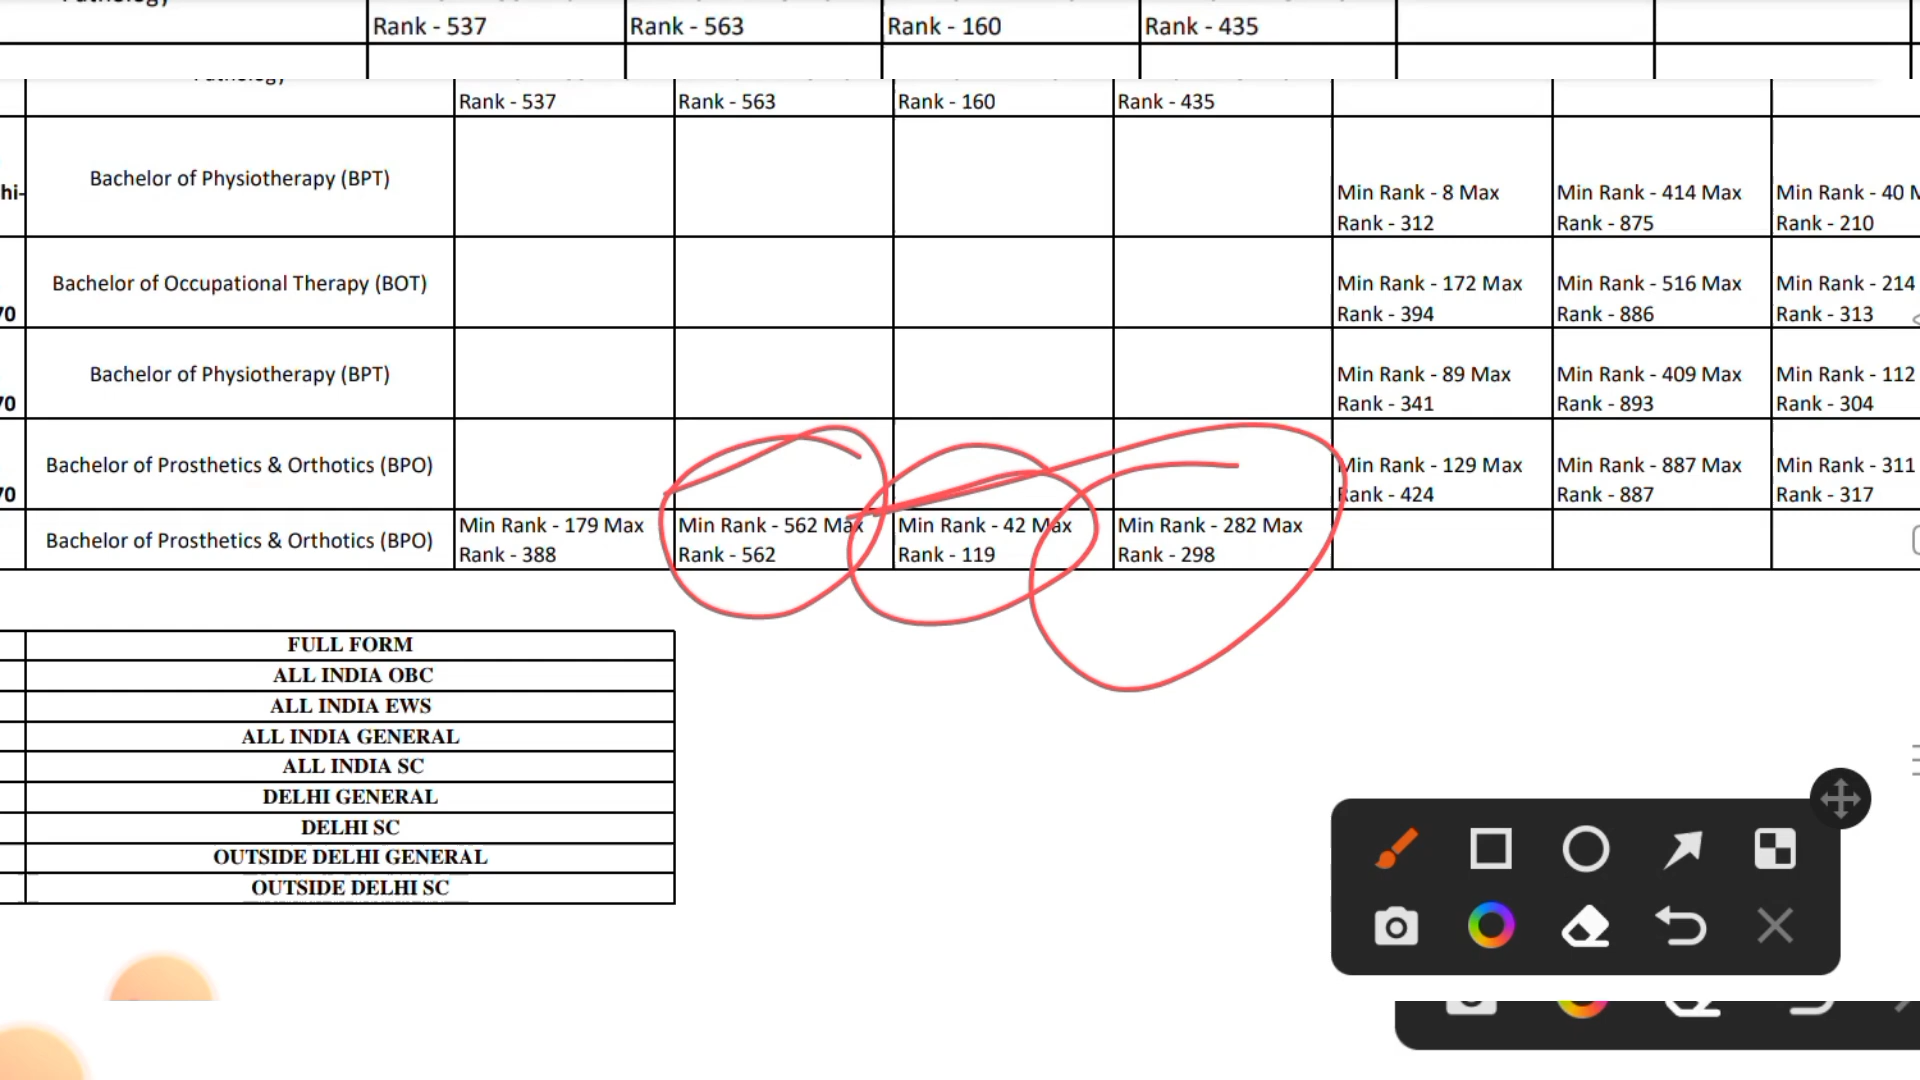 Rank - 537 Rank - 563 Rank - 160 Rank - 435
Rank - 537 Rank - 563 Rank - 160 Rank - 435
hi-
Bachelor of Physiotherapy (BPT)
Min Rank - 8 Max Min Rank - 414 Max Min Rank - 40
Rank - 312 Rank - 875 Rank - 210
Bachelor of Occupational Therapy (BOT) Min Rank - 172 Max Min Rank - 516 Max Min Rank - 214
70 Rank - 394 Rank - 886 Rank - 313
Bachelor of Physiotherapy (BPT) Min Rank - 89 Max Min Rank - 409 Max Min Rank - 112
70 Rank - 341 Rank - 893 Rank - 304
Bachelor of Prosthetics & Orthotics (BPO) Min Rank - 129 Max Min Rank - 887 Max Min Rank - 311
70 Rank - 424 Rank - 887 Rank - 317
Bachelor of Prosthetics & Orthotics (BPO) Min Rank - 179 Max Min Rank - 562 Max Min Rank - 42 Max Min Rank - 282 Max
Rank - 388 Rank - 562 Rank - 119 Rank - 298
FULL FORM
ALL INDIA OBC
ALL INDIA EWS
ALL INDIA GENERAL
ALL INDIA SC
DELHI GENERAL
DELHI SC
OUTSIDE DELHI GENERAL
OUTSIDE DELHI SC